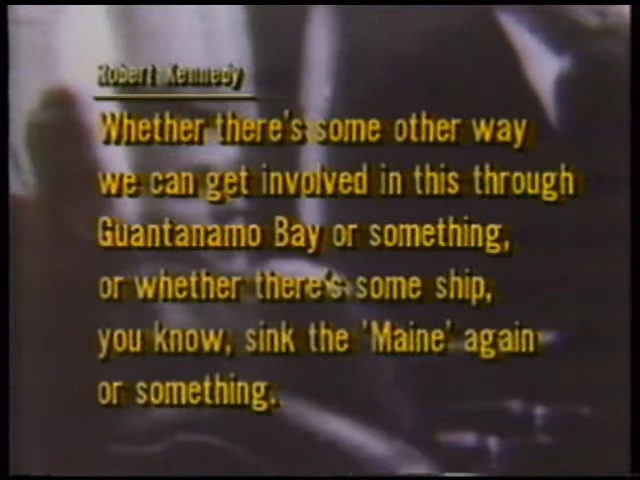 Robert Kennedy
Whether there's some other way
we can get involved in this through
Guantanamo Bay or something,
or whether there's some ship,
you know, sink the 'Maine' again
or something.